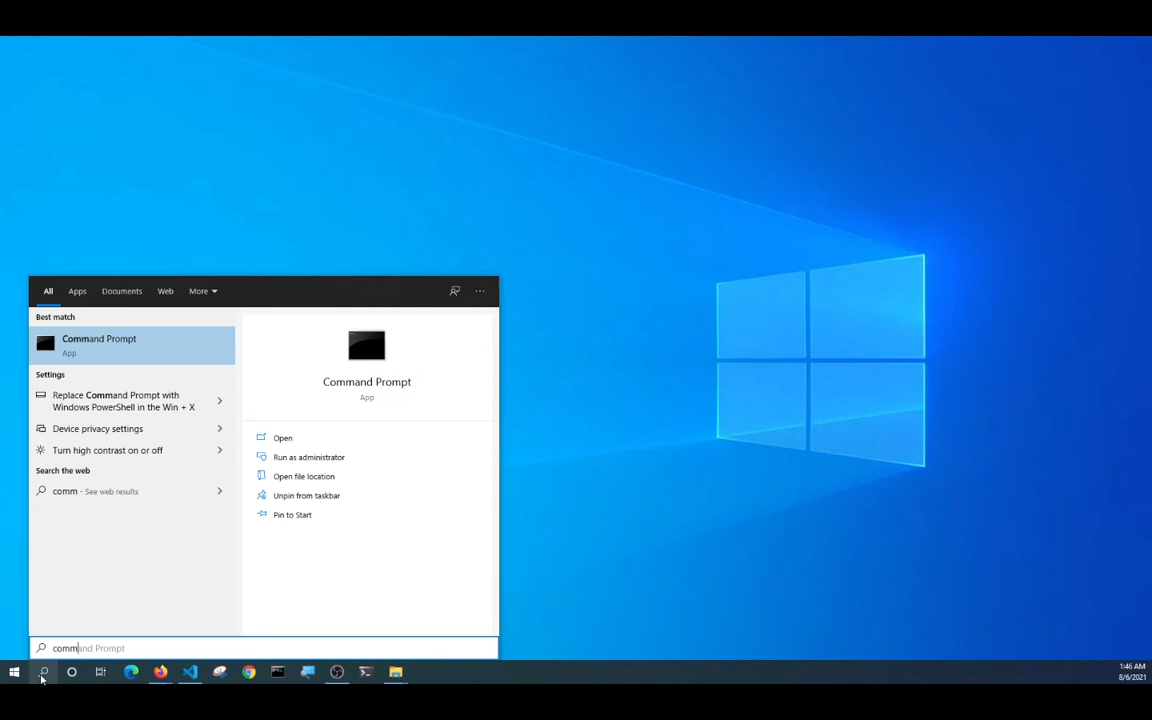 All Apps Documents Web More
Best match
Command Prompt
App
Settings
Replace Command Prompt with
Windows PowerShell in the Win + X
Device privacy settings
Turn high contrast on or off
Search the web
comm - See web results
Command Prompt
App
Open
Run as administrator
Open file location
Unpin from taskbar
Pin to Start
command Prompt
1:46 AM
8/6/2021